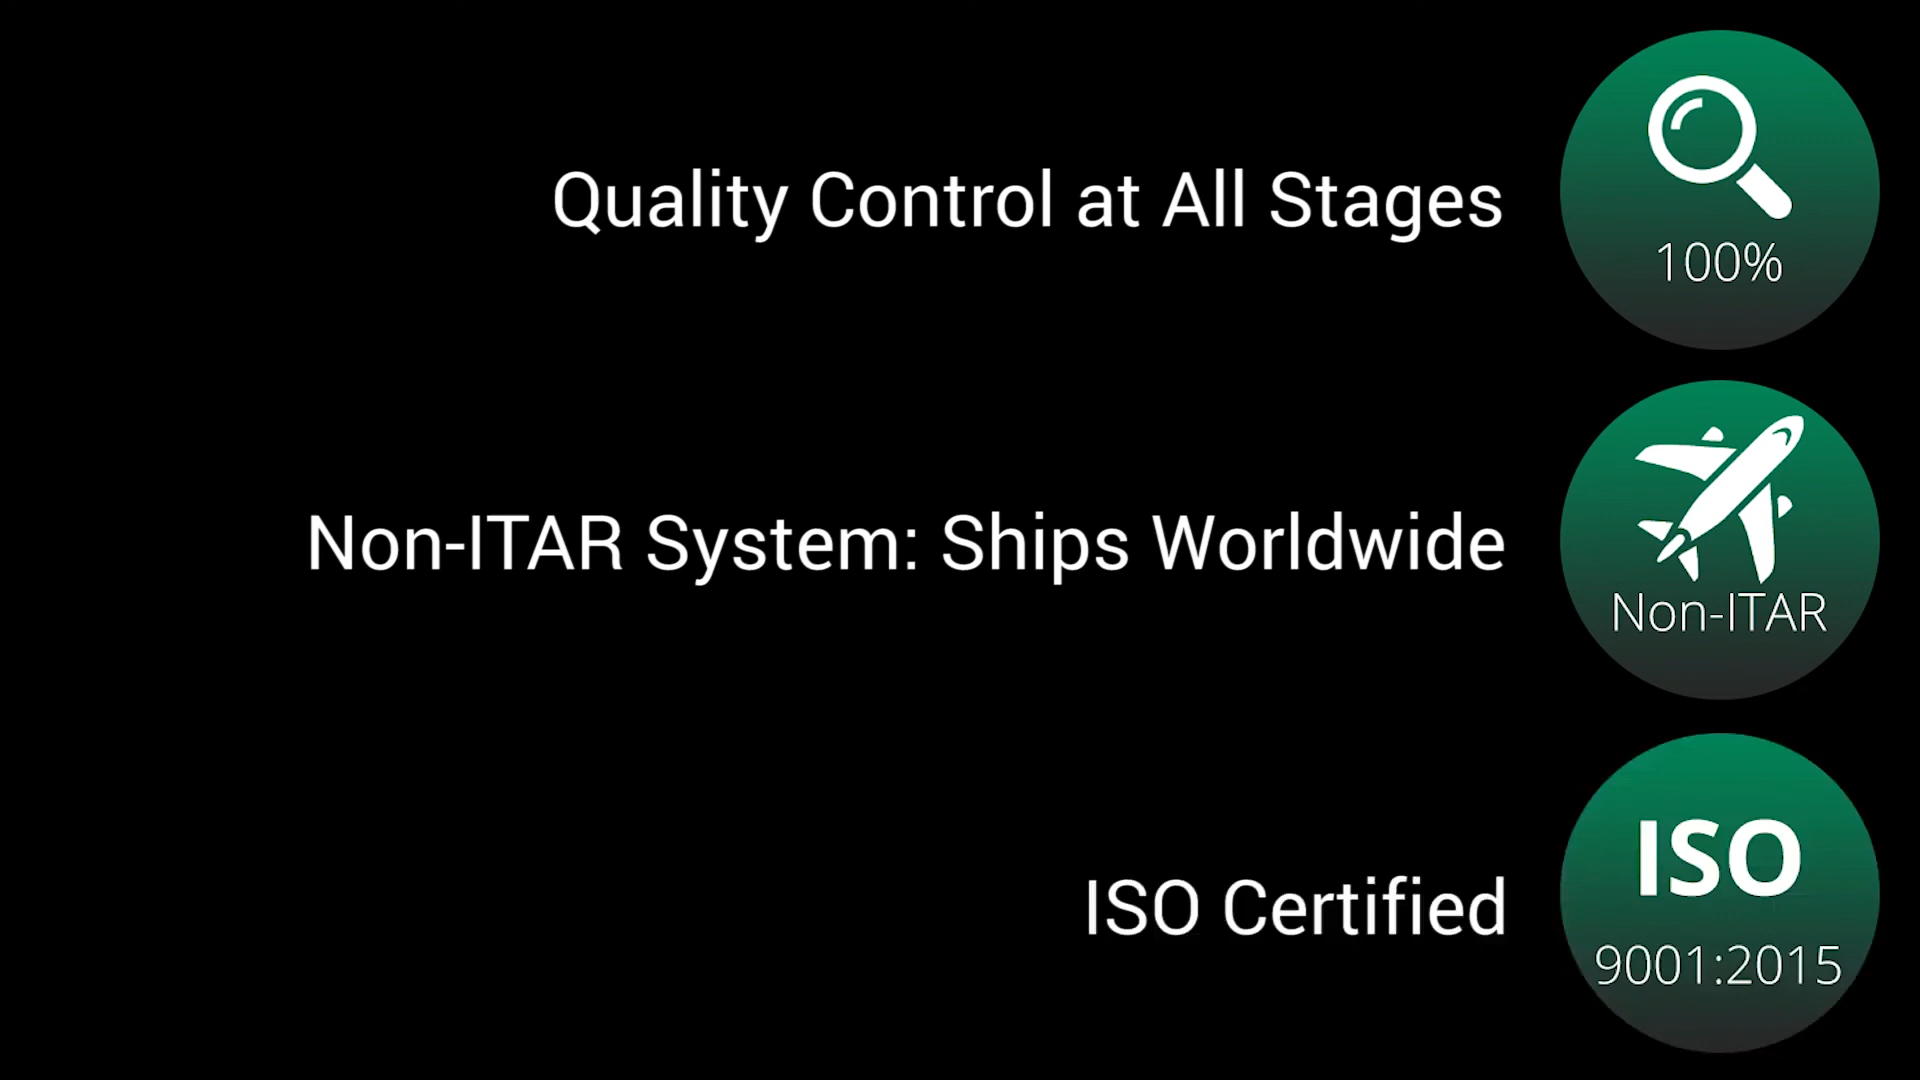 Quality Control at All Stages
100%
Non-ITAR System: Ships Worldwide
Non-ITAR
ISO Certified
ISO
9001:2015